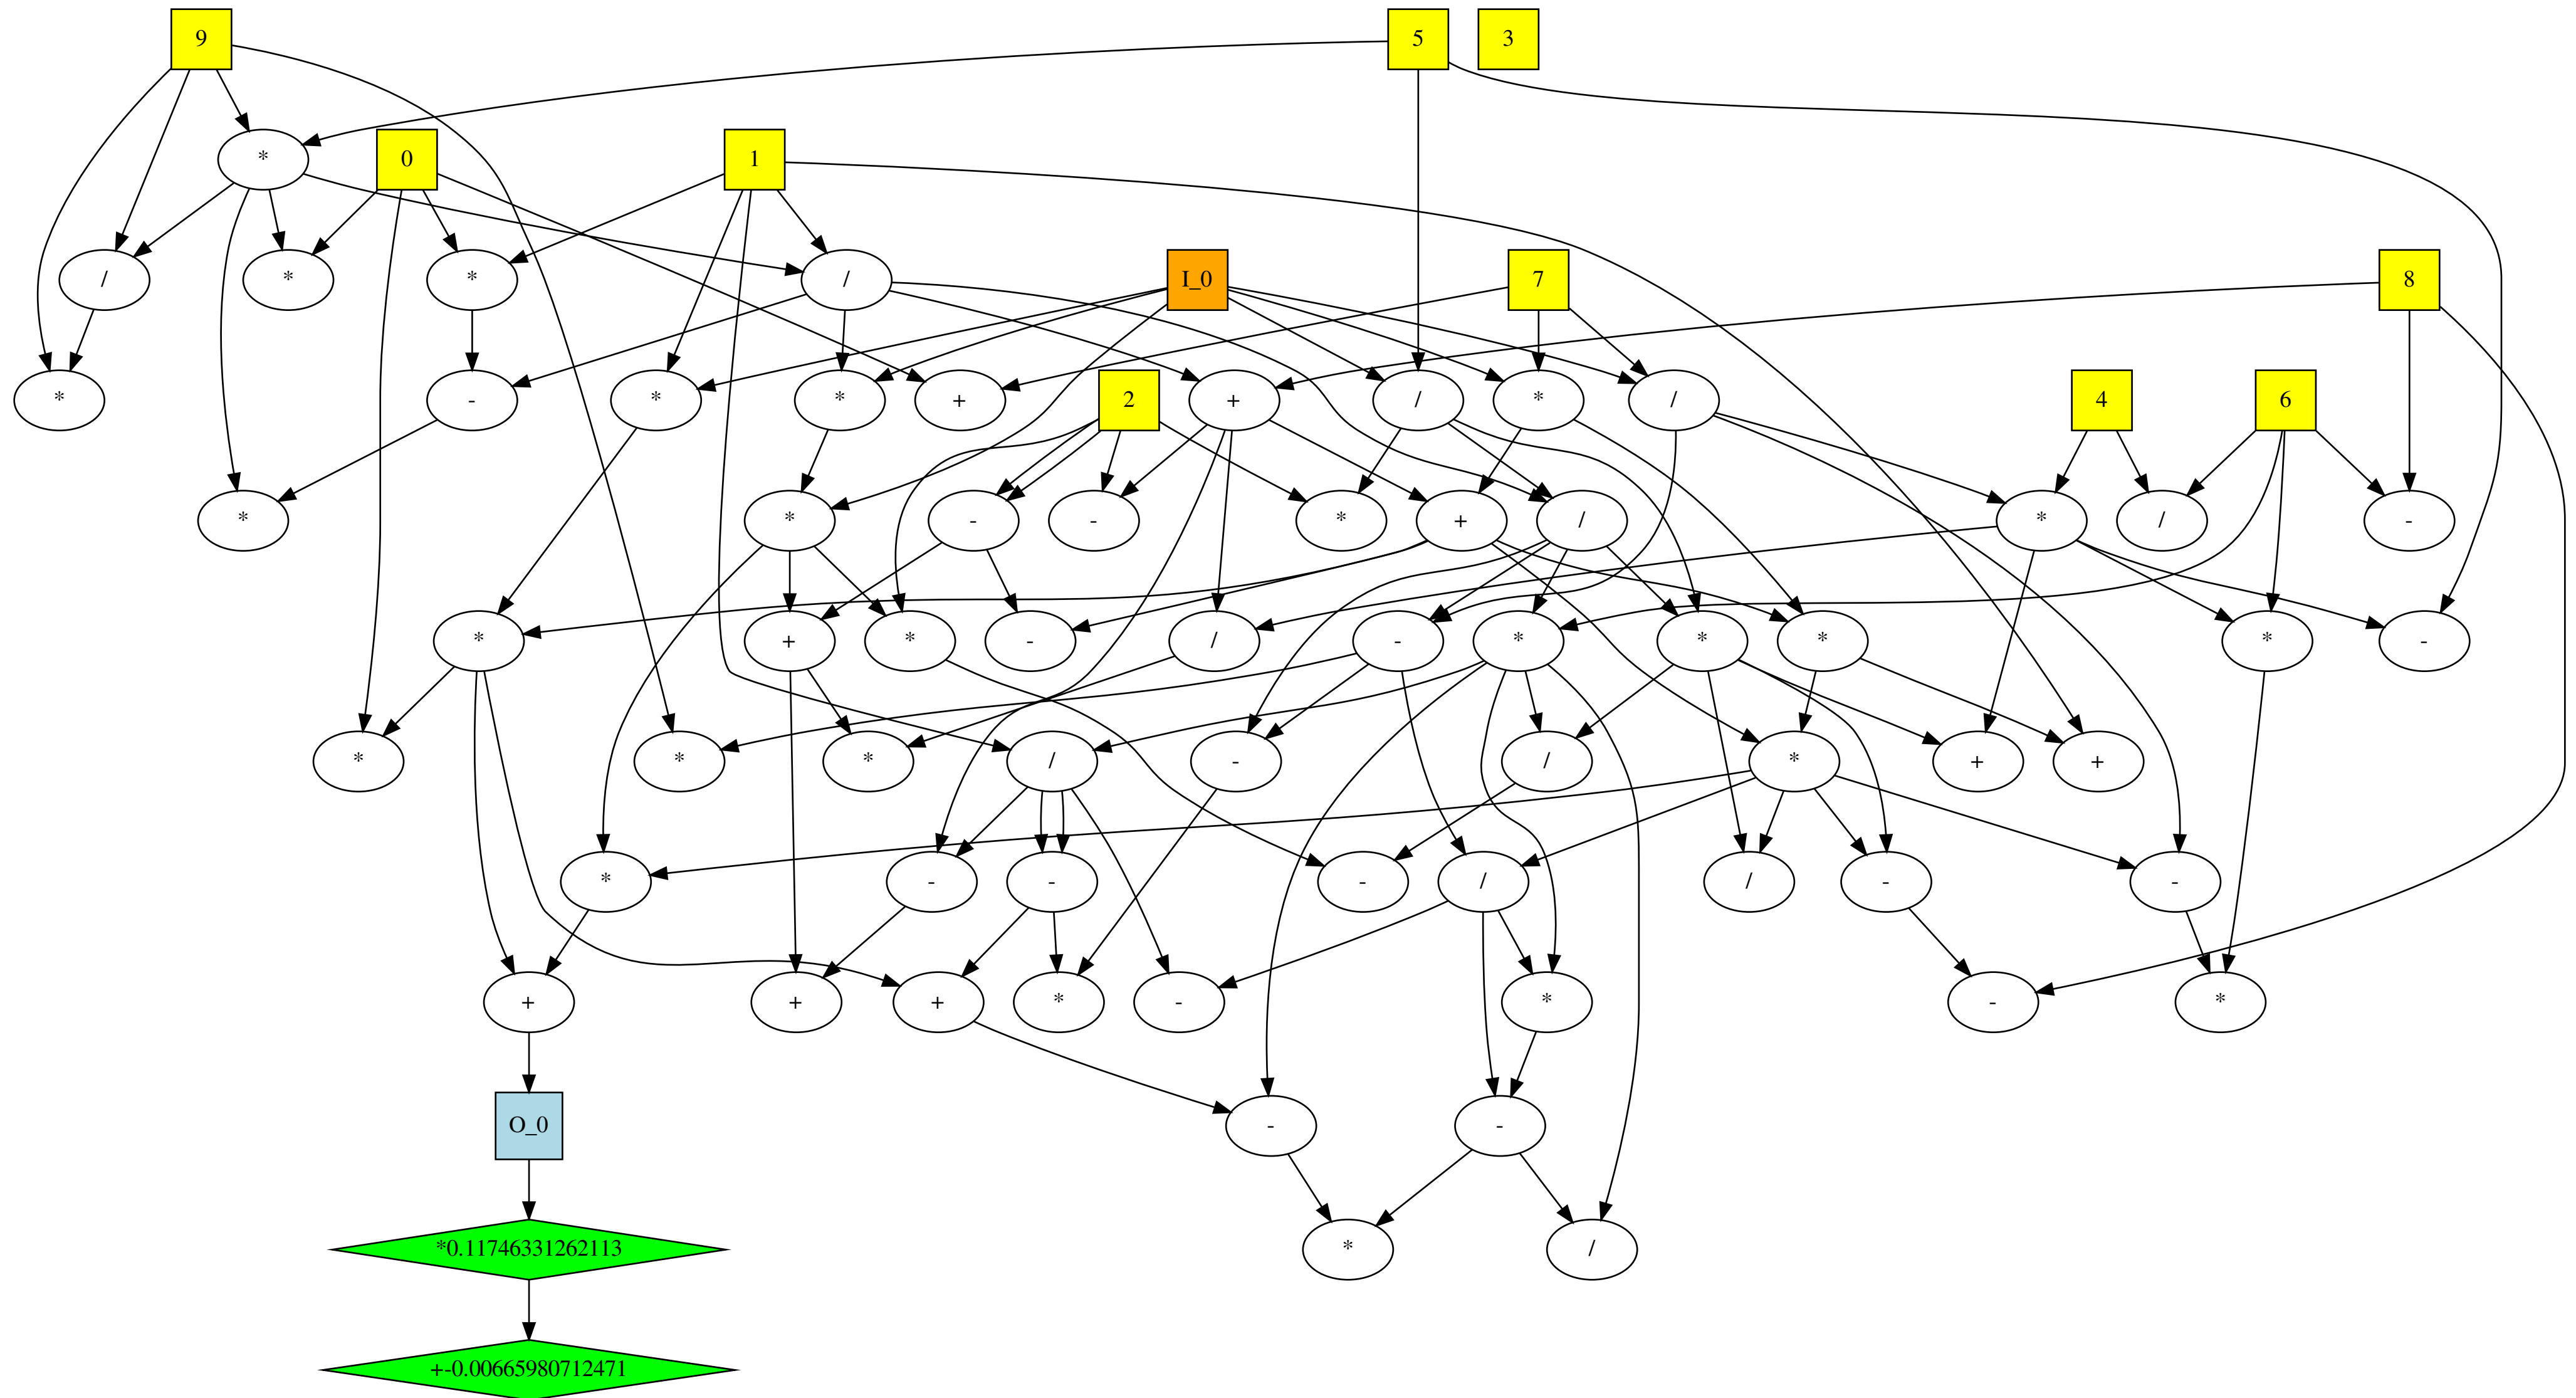 9 5 3
* 0 1
/ * * / I_0 7 8
* - * * + 2 + / * / 4 6
* * - - * + / * / -
* + * - / - * * * * -
* * * / - / * + +
* - - - / / - -
+ + + * - * - *
O_0 - -
*0.11746331262113 * /
+-0.00665980712471